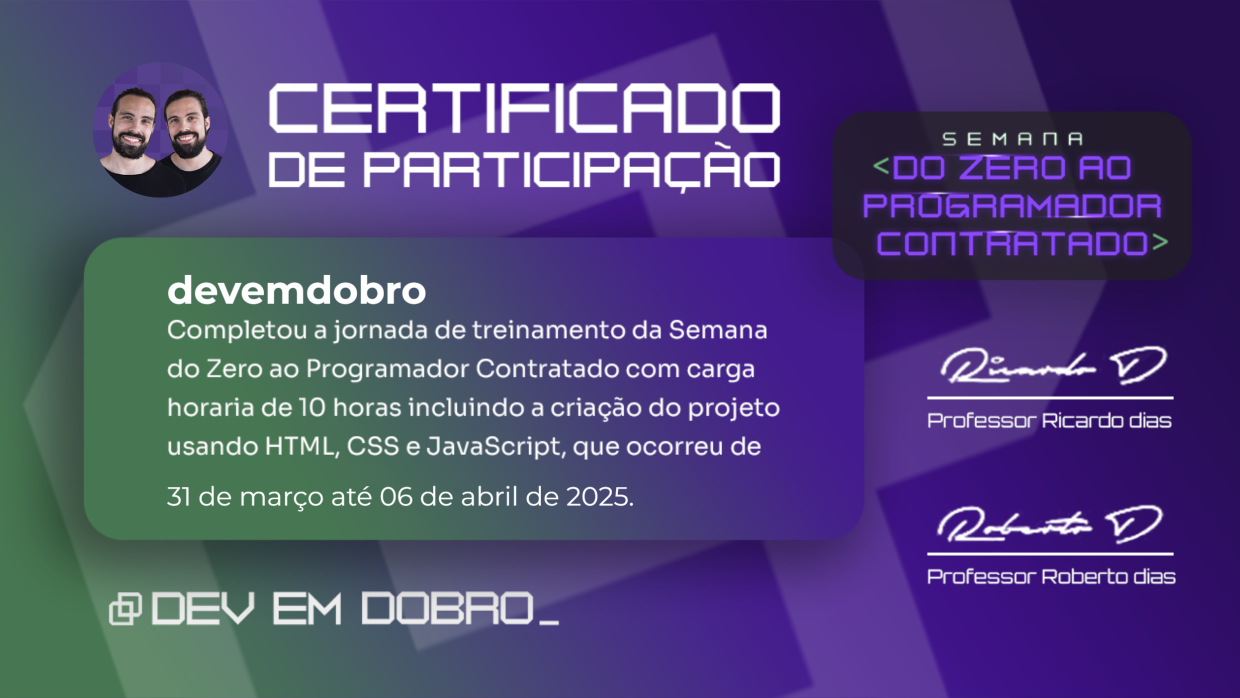 CERTIFICADO
DE PARTICIPAÇÃO
SEMANA
<DO ZERO AO
PROGRAMADOR
CONTRATADO>
devemdobro
Completou a jornada de treinamento da Semana
do Zero ao Programador Contratado com carga
horaria de 10 horas incluindo a criação do projeto
usando HTML, CSS e JavaScript, que ocorreu de
31 de março até 06 de abril de 2025.
Ricardo D
Professor Ricardo dias
Roberto D
Professor Roberto dias
DEV EM DOBRO_